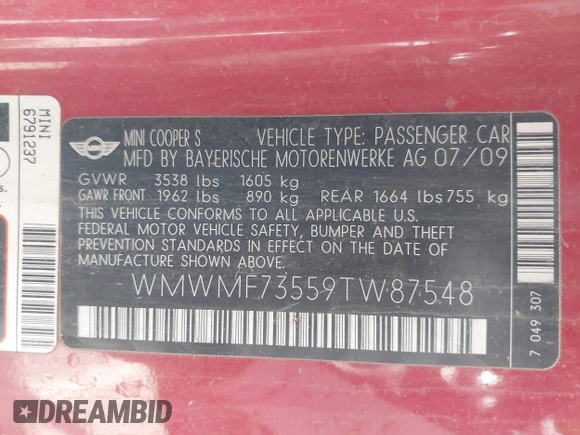 MINI
6791237
s.
MINI COOPER S VEHICLE TYPE: PASSENGER CAR
MFD BY BAYERISCHE MOTORENWERKE AG 07/09
GVWR 3538 lbs 1605 kg
GAWR FRONT 1962 lbs 890 kg REAR 1664 lbs 755 kg
THIS VEHICLE CONFORMS TO ALL APPLICABLE U.S.
FEDERAL MOTOR VEHICLE SAFETY, BUMPER AND THEFT
PREVENTION STANDARDS IN EFFECT ON THE DATE OF
MANUFACTURE SHOWN ABOVE.
WMWMF73559TW87548
7 049 307
DREAMBID